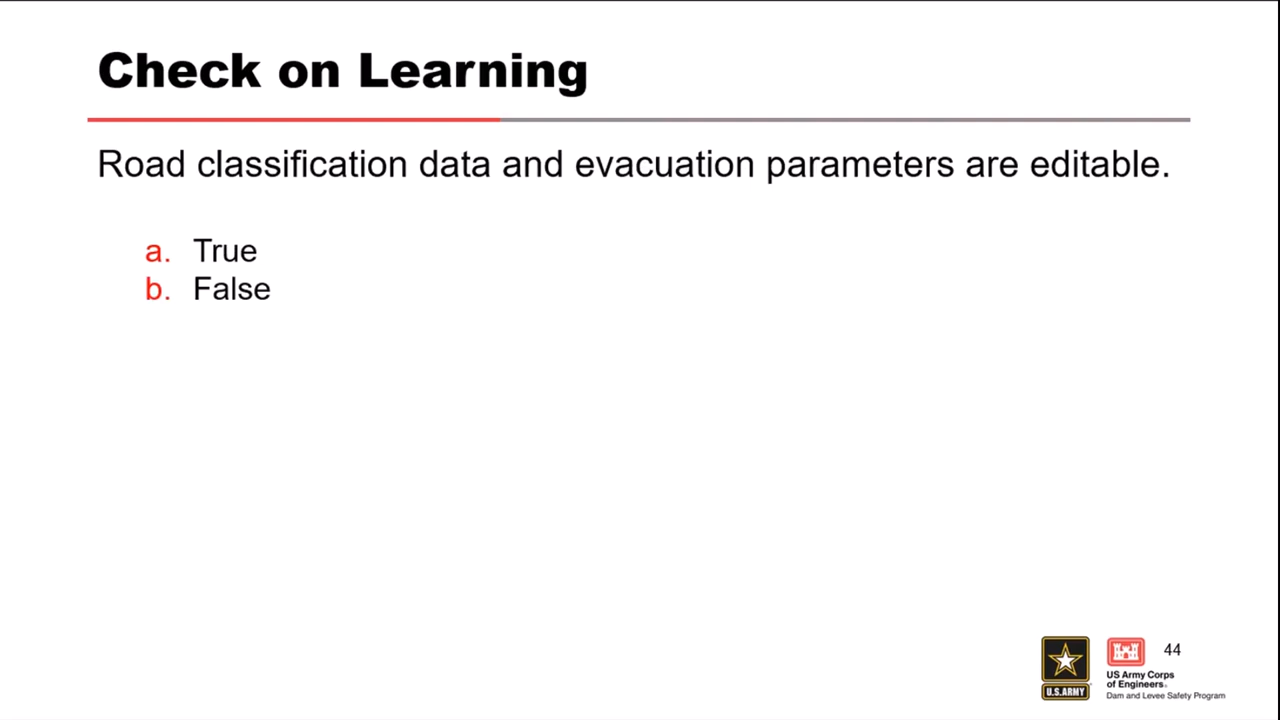 Check on Learning
Road classification data and evacuation parameters are editable.
a. True
b. False
44
U.S.ARMY
US Army Corps
of Engineers®
Dam and Levee Safety Program